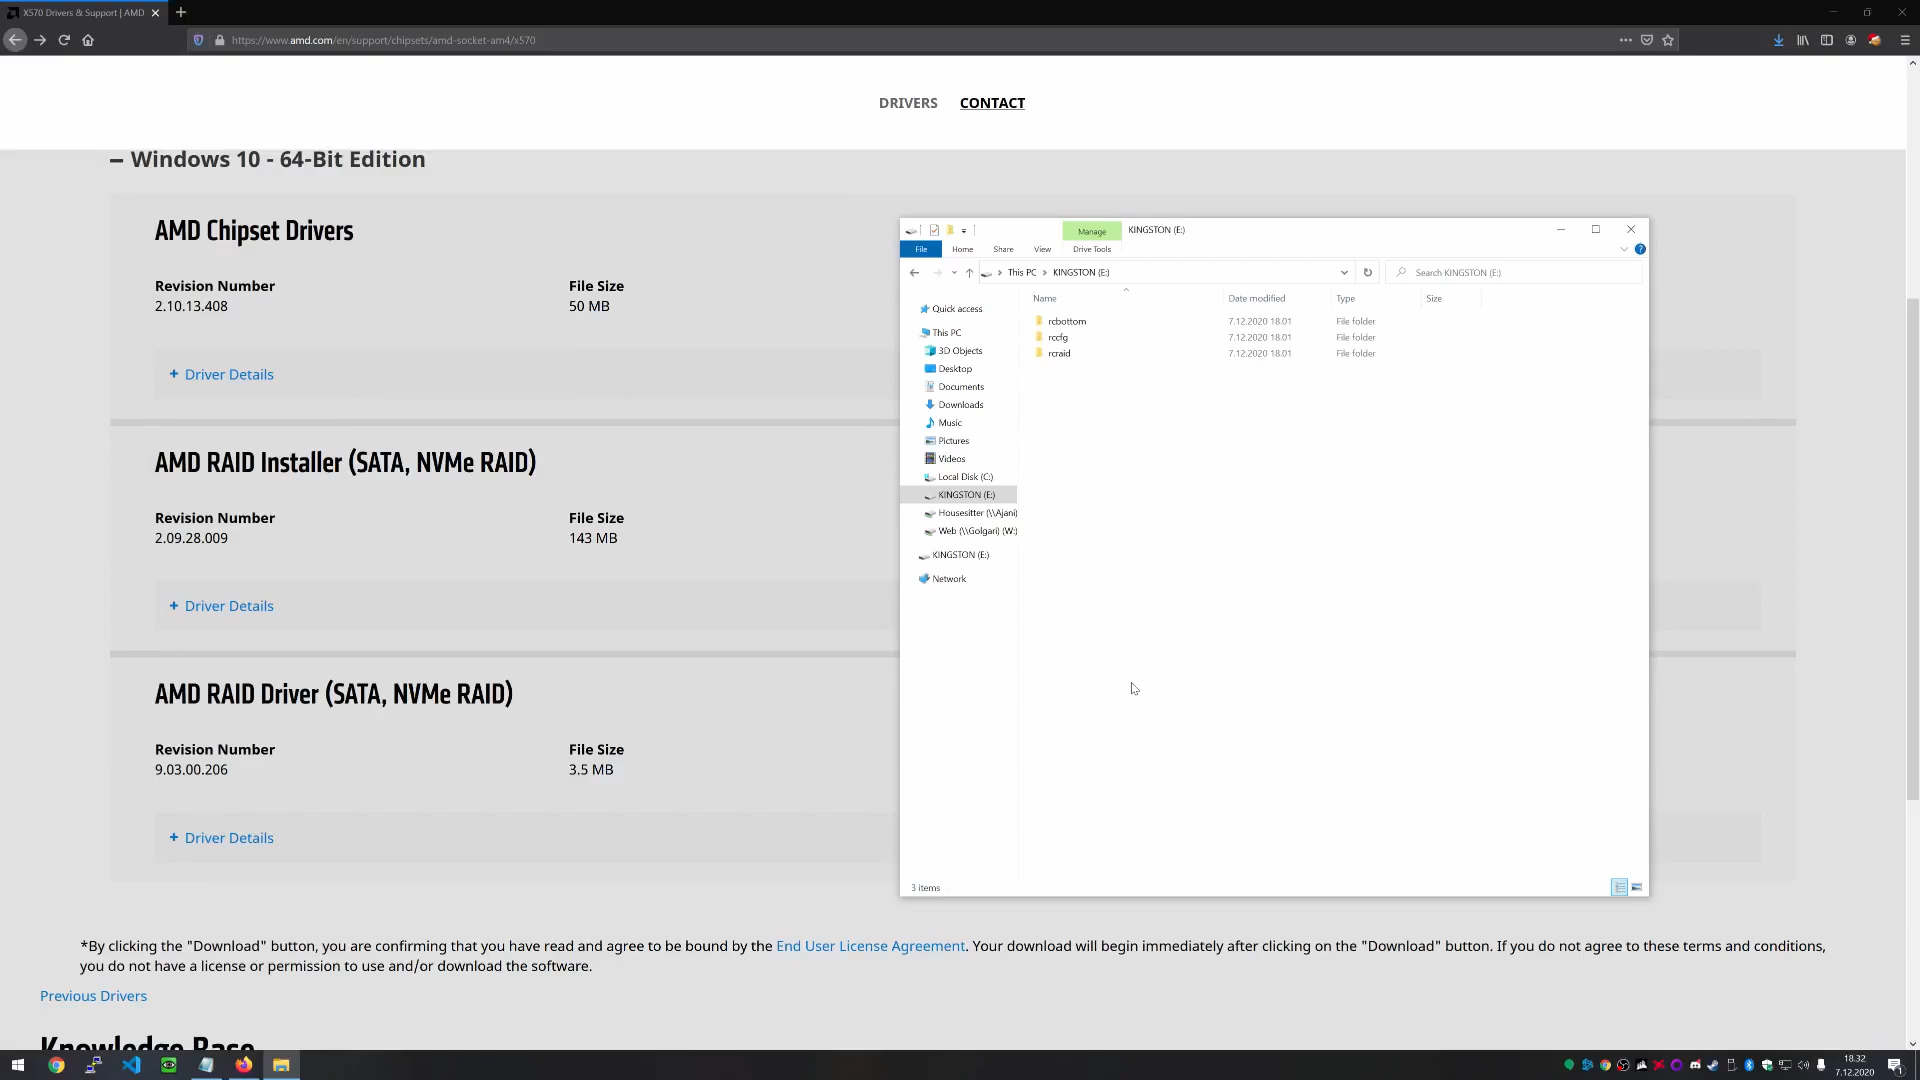 X570 Drivers & Support | AMD
https://www.amd.com/en/support/chipsets/amd-socket-am4/x570
DRIVERS CONTACT
– Windows 10 - 64-Bit Edition
AMD Chipset Drivers
Revision Number File Size
2.10.13.408 50 MB
+ Driver Details
AMD RAID Installer (SATA, NVMe RAID)
Revision Number File Size
2.09.28.009 143 MB
+ Driver Details
AMD RAID Driver (SATA, NVMe RAID)
Revision Number File Size
9.03.00.206 3.5 MB
+ Driver Details
Manage KINGSTON (E:)
File Home Share View Drive Tools
This PC KINGSTON (E:) Search KINGSTON (E:)
Name Date modified Type Size
rcbottom 7.12.2020 18.01 File folder
rccfg 7.12.2020 18.01 File folder
rcraid 7.12.2020 18.01 File folder
Quick access
This PC
3D Objects
Desktop
Documents
Downloads
Music
Pictures
Videos
Local Disk (C:)
KINGSTON (E:)
Housesitter (\\Ajani)
Web (\\Golgari) (W:)
KINGSTON (E:)
Network
3 items
*By clicking the "Download" button, you are confirming that you have read and agree to be bound by the End User License Agreement. Your download will begin immediately after clicking on the "Download" button. If you do not agree to these terms and conditions,
you do not have a license or permission to use and/or download the software.
Previous Drivers
Knowledge Base
18.32
7.12.2020